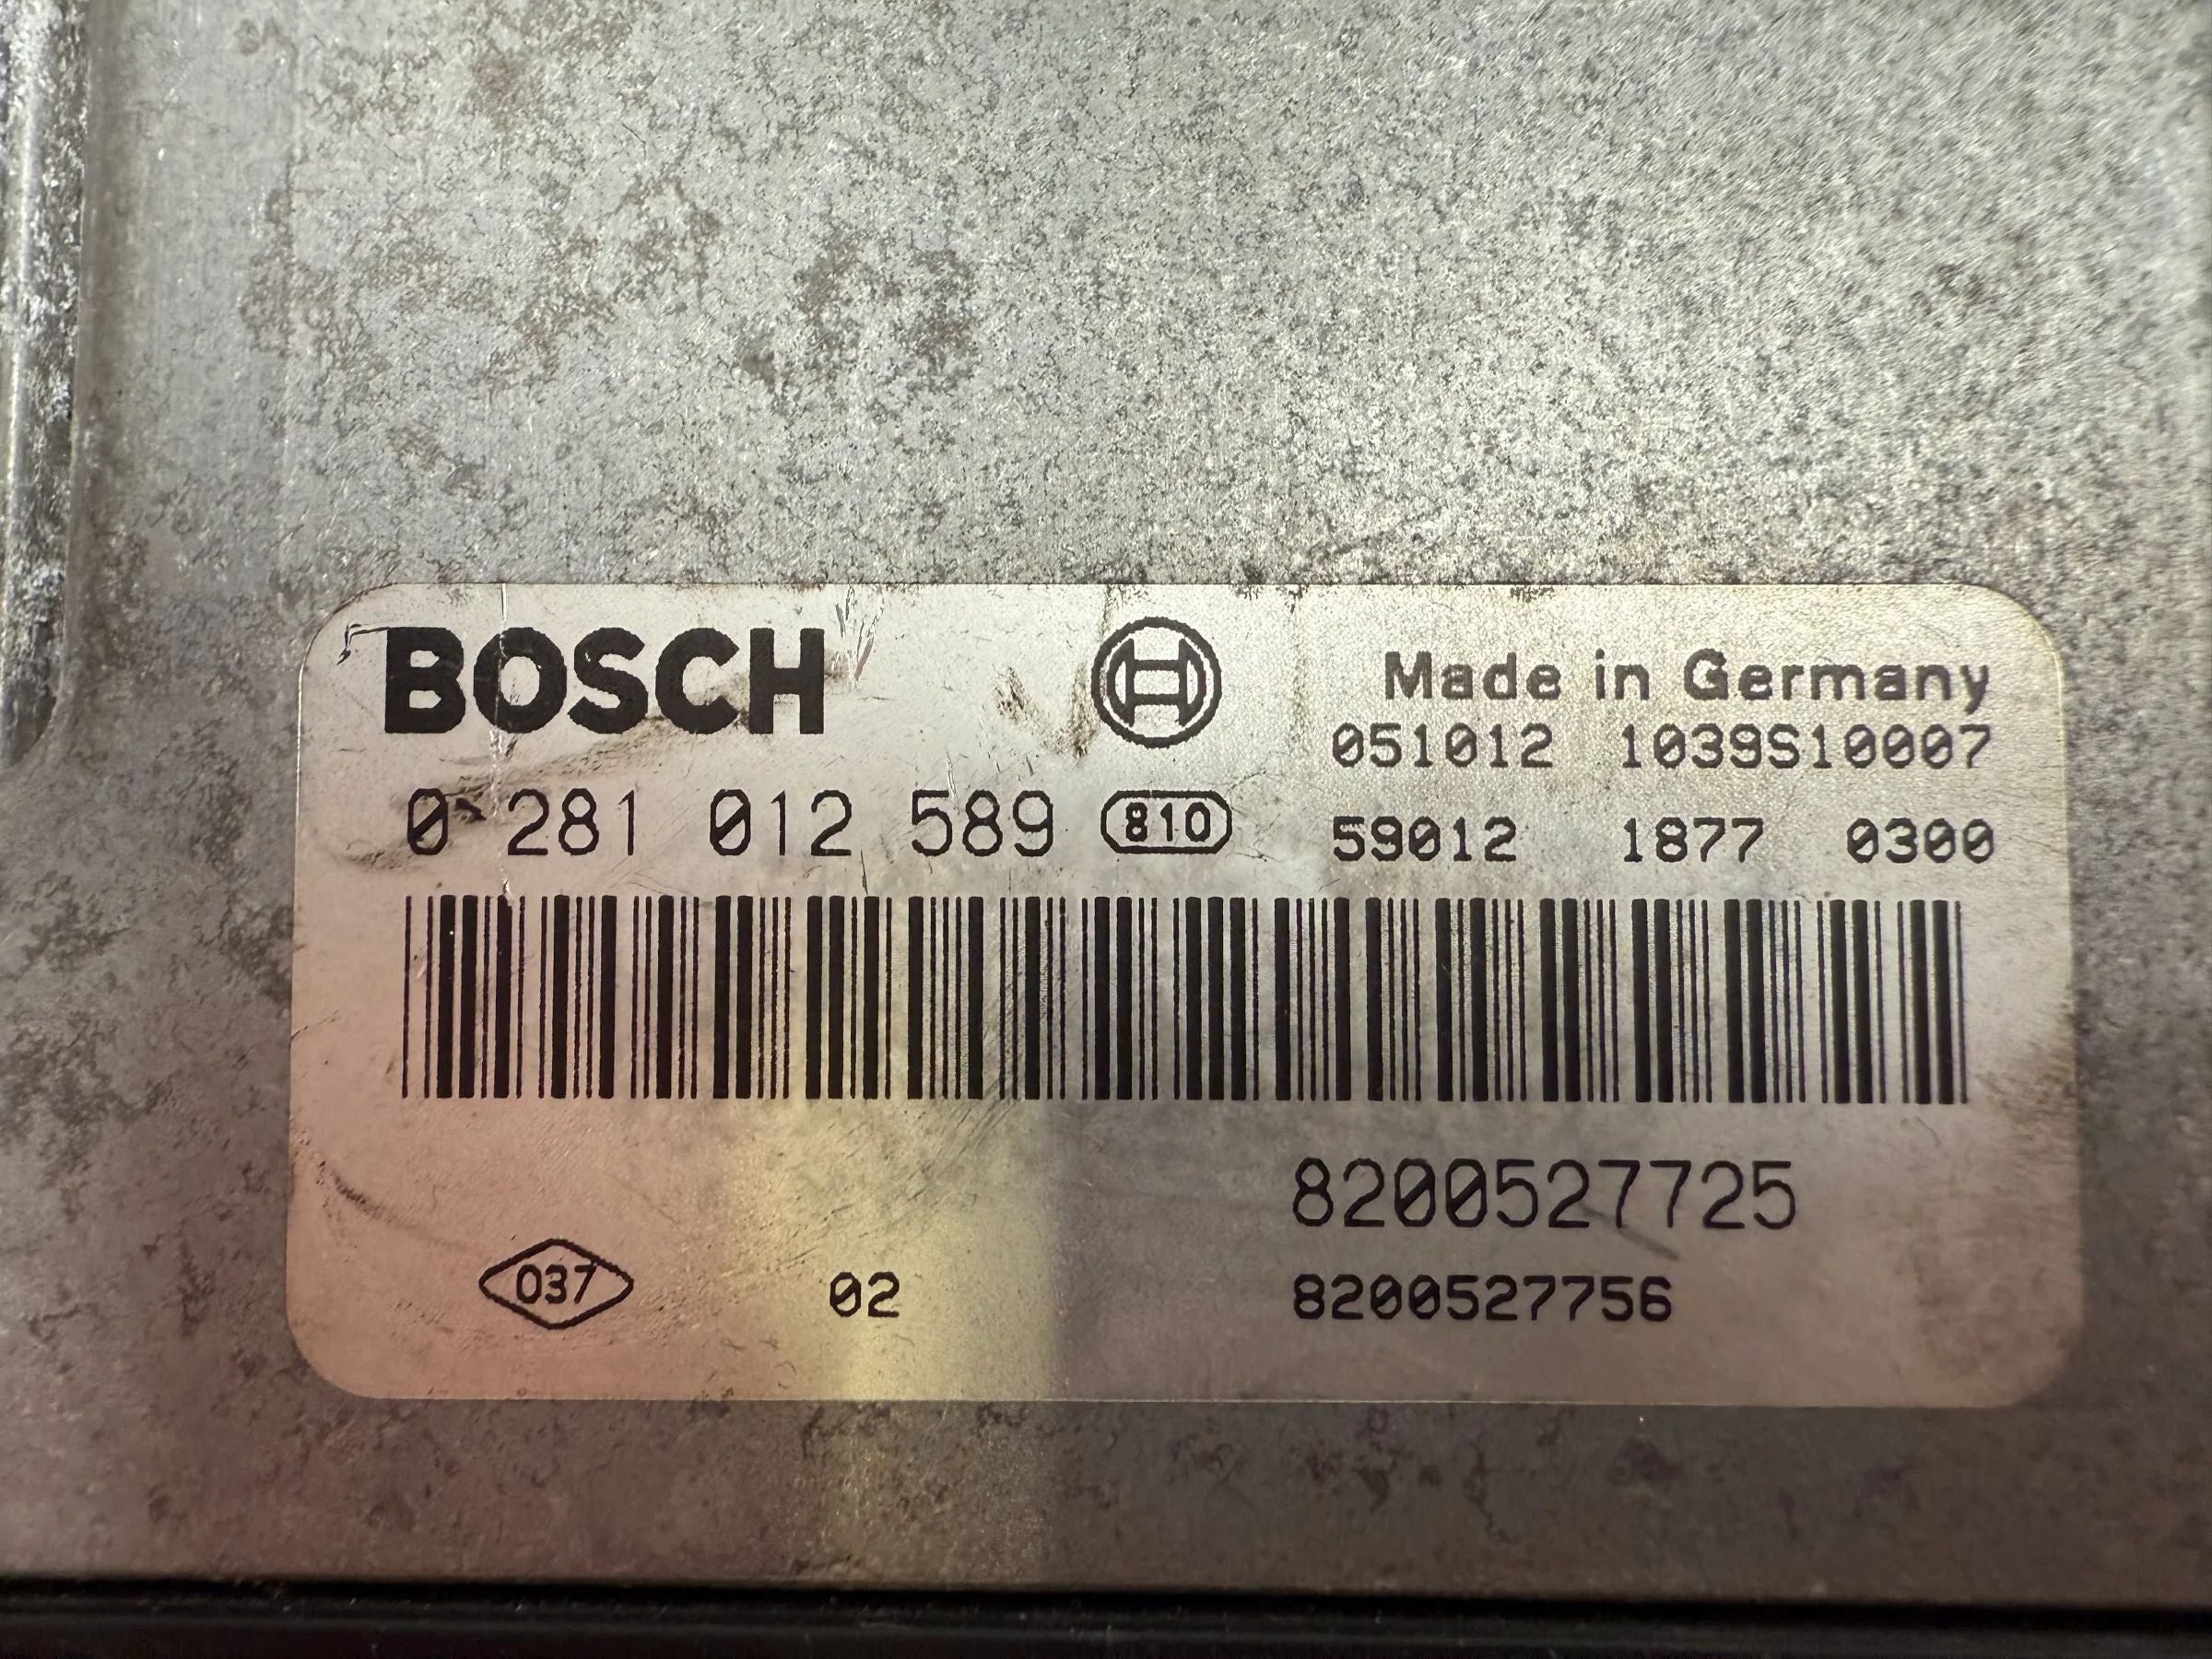 BOSCH
Made in Germany
051012 1039S10007
0 281 012 589 810
59012 1877 0300
8200527725
037 02 8200527756